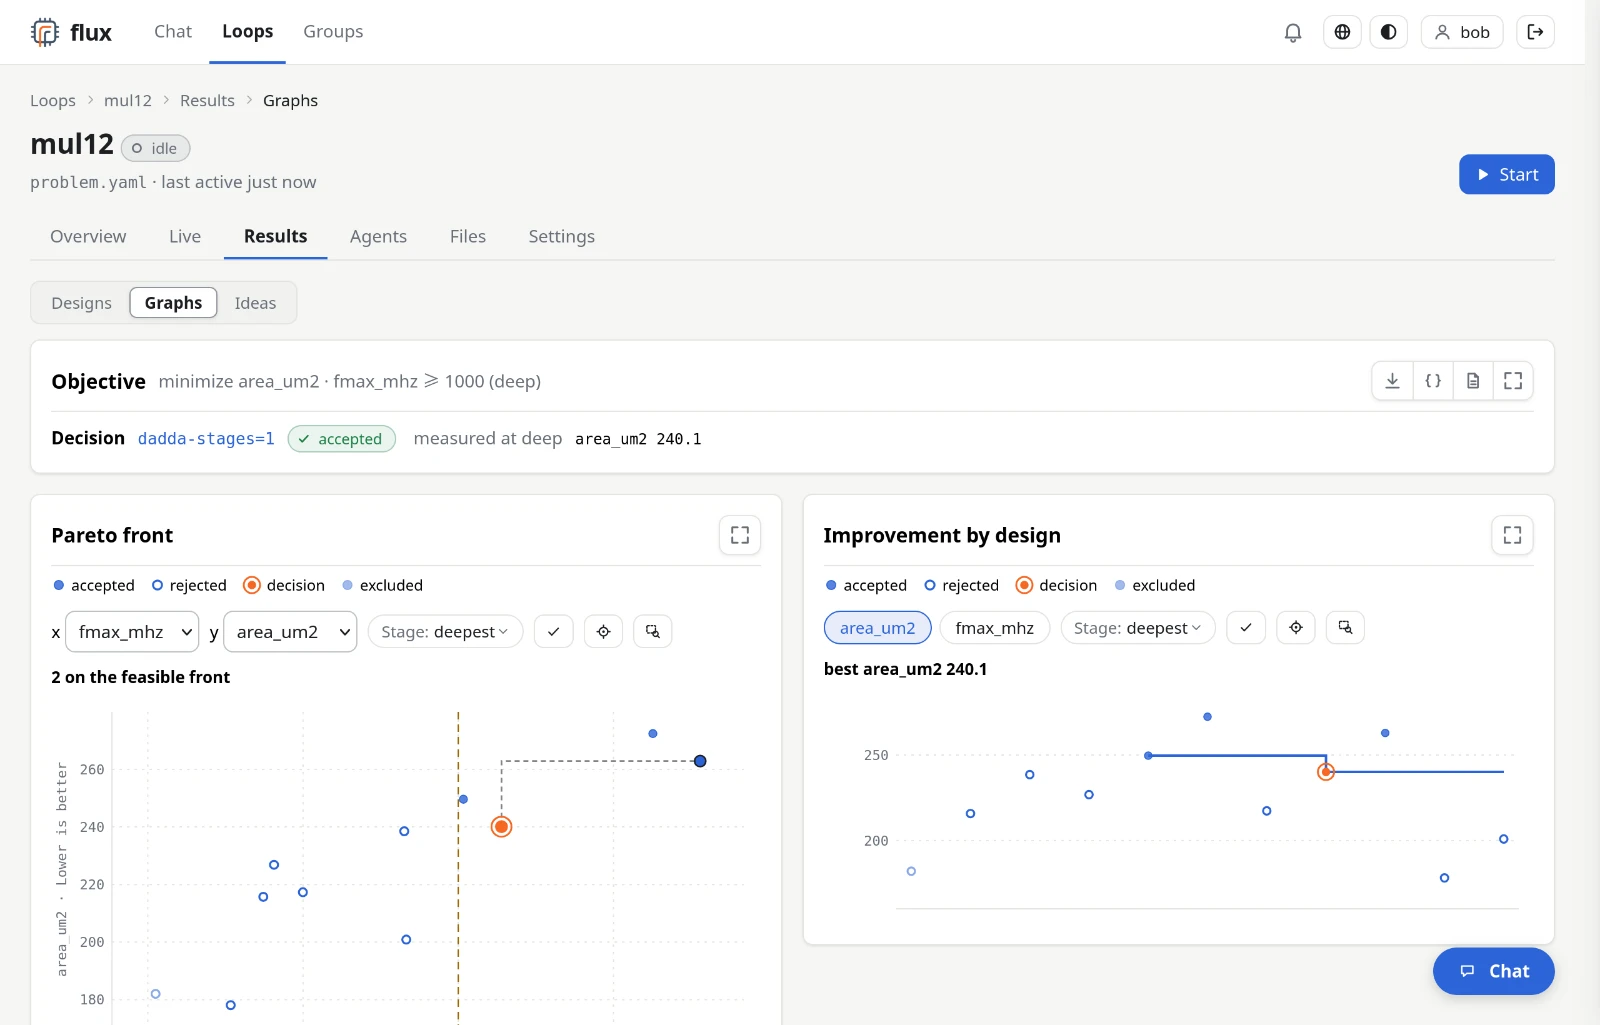 flux
Chat
Loops
Groups
bob
Loops > mul12 > Results > Graphs
mul12
idle
problem.yaml · last active just now
Start
Overview
Live
Results
Agents
Files
Settings
Designs
Graphs
Ideas
Objective minimize area_um2 · fmax_mhz ⩾ 1000 (deep)
{ }
Decision dadda-stages=1 accepted measured at deep area_um2 240.1
Pareto front
accepted rejected decision excluded
x fmax_mhz y area_um2 Stage: deepest
2 on the feasible front
area_um2 · Lower is better
260
240
220
200
180
Improvement by design
accepted rejected decision excluded
area_um2 fmax_mhz Stage: deepest
best area_um2 240.1
250
200
Chat